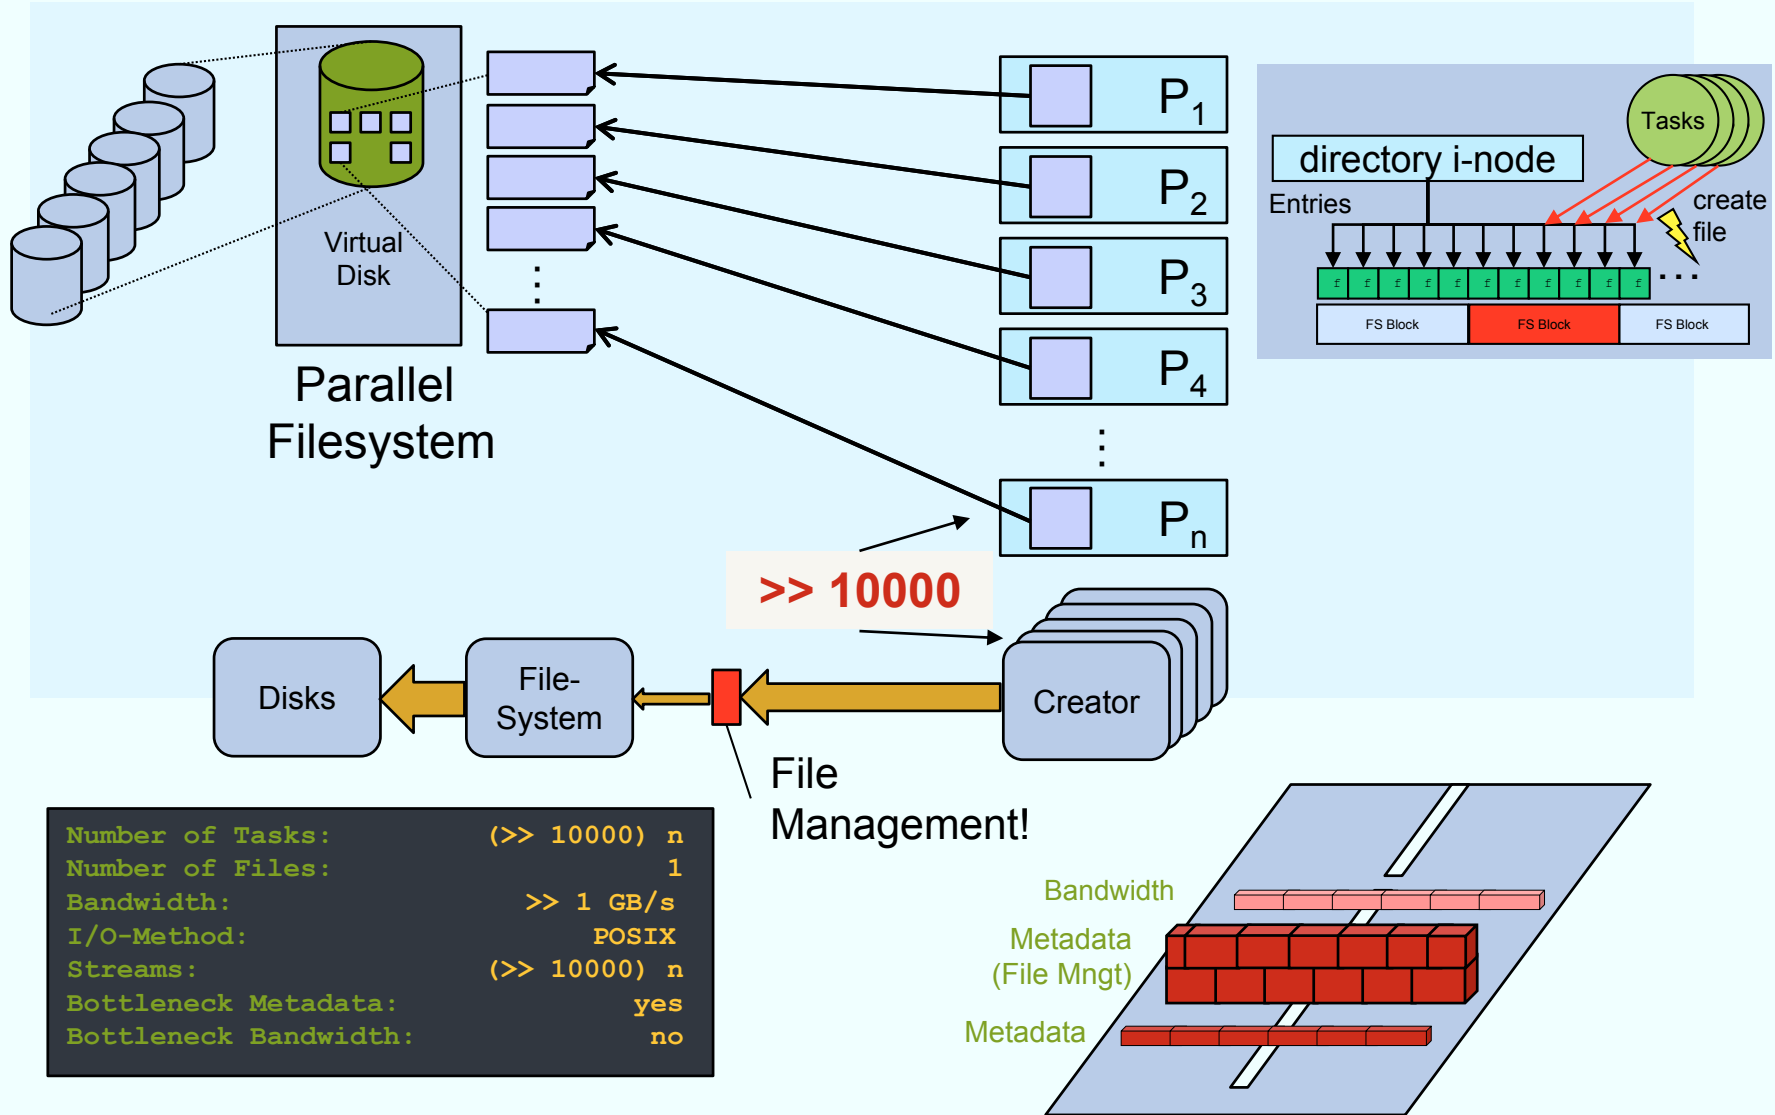 P1
P2
P3
P4
⋮
Pn
Virtual
Disk
⋮
Parallel
Filesystem
Tasks
directory i-node
Entries
create
file
f f f f f f f f f f f ...
FS Block FS Block FS Block
>> 10000
Disks
File-
System
Creator
File
Management!
Number of Tasks: (>> 10000) n
Number of Files: 1
Bandwidth: >> 1 GB/s
I/O-Method: POSIX
Streams: (>> 10000) n
Bottleneck Metadata: yes
Bottleneck Bandwidth: no
Bandwidth
Metadata
(File Mngt)
Metadata